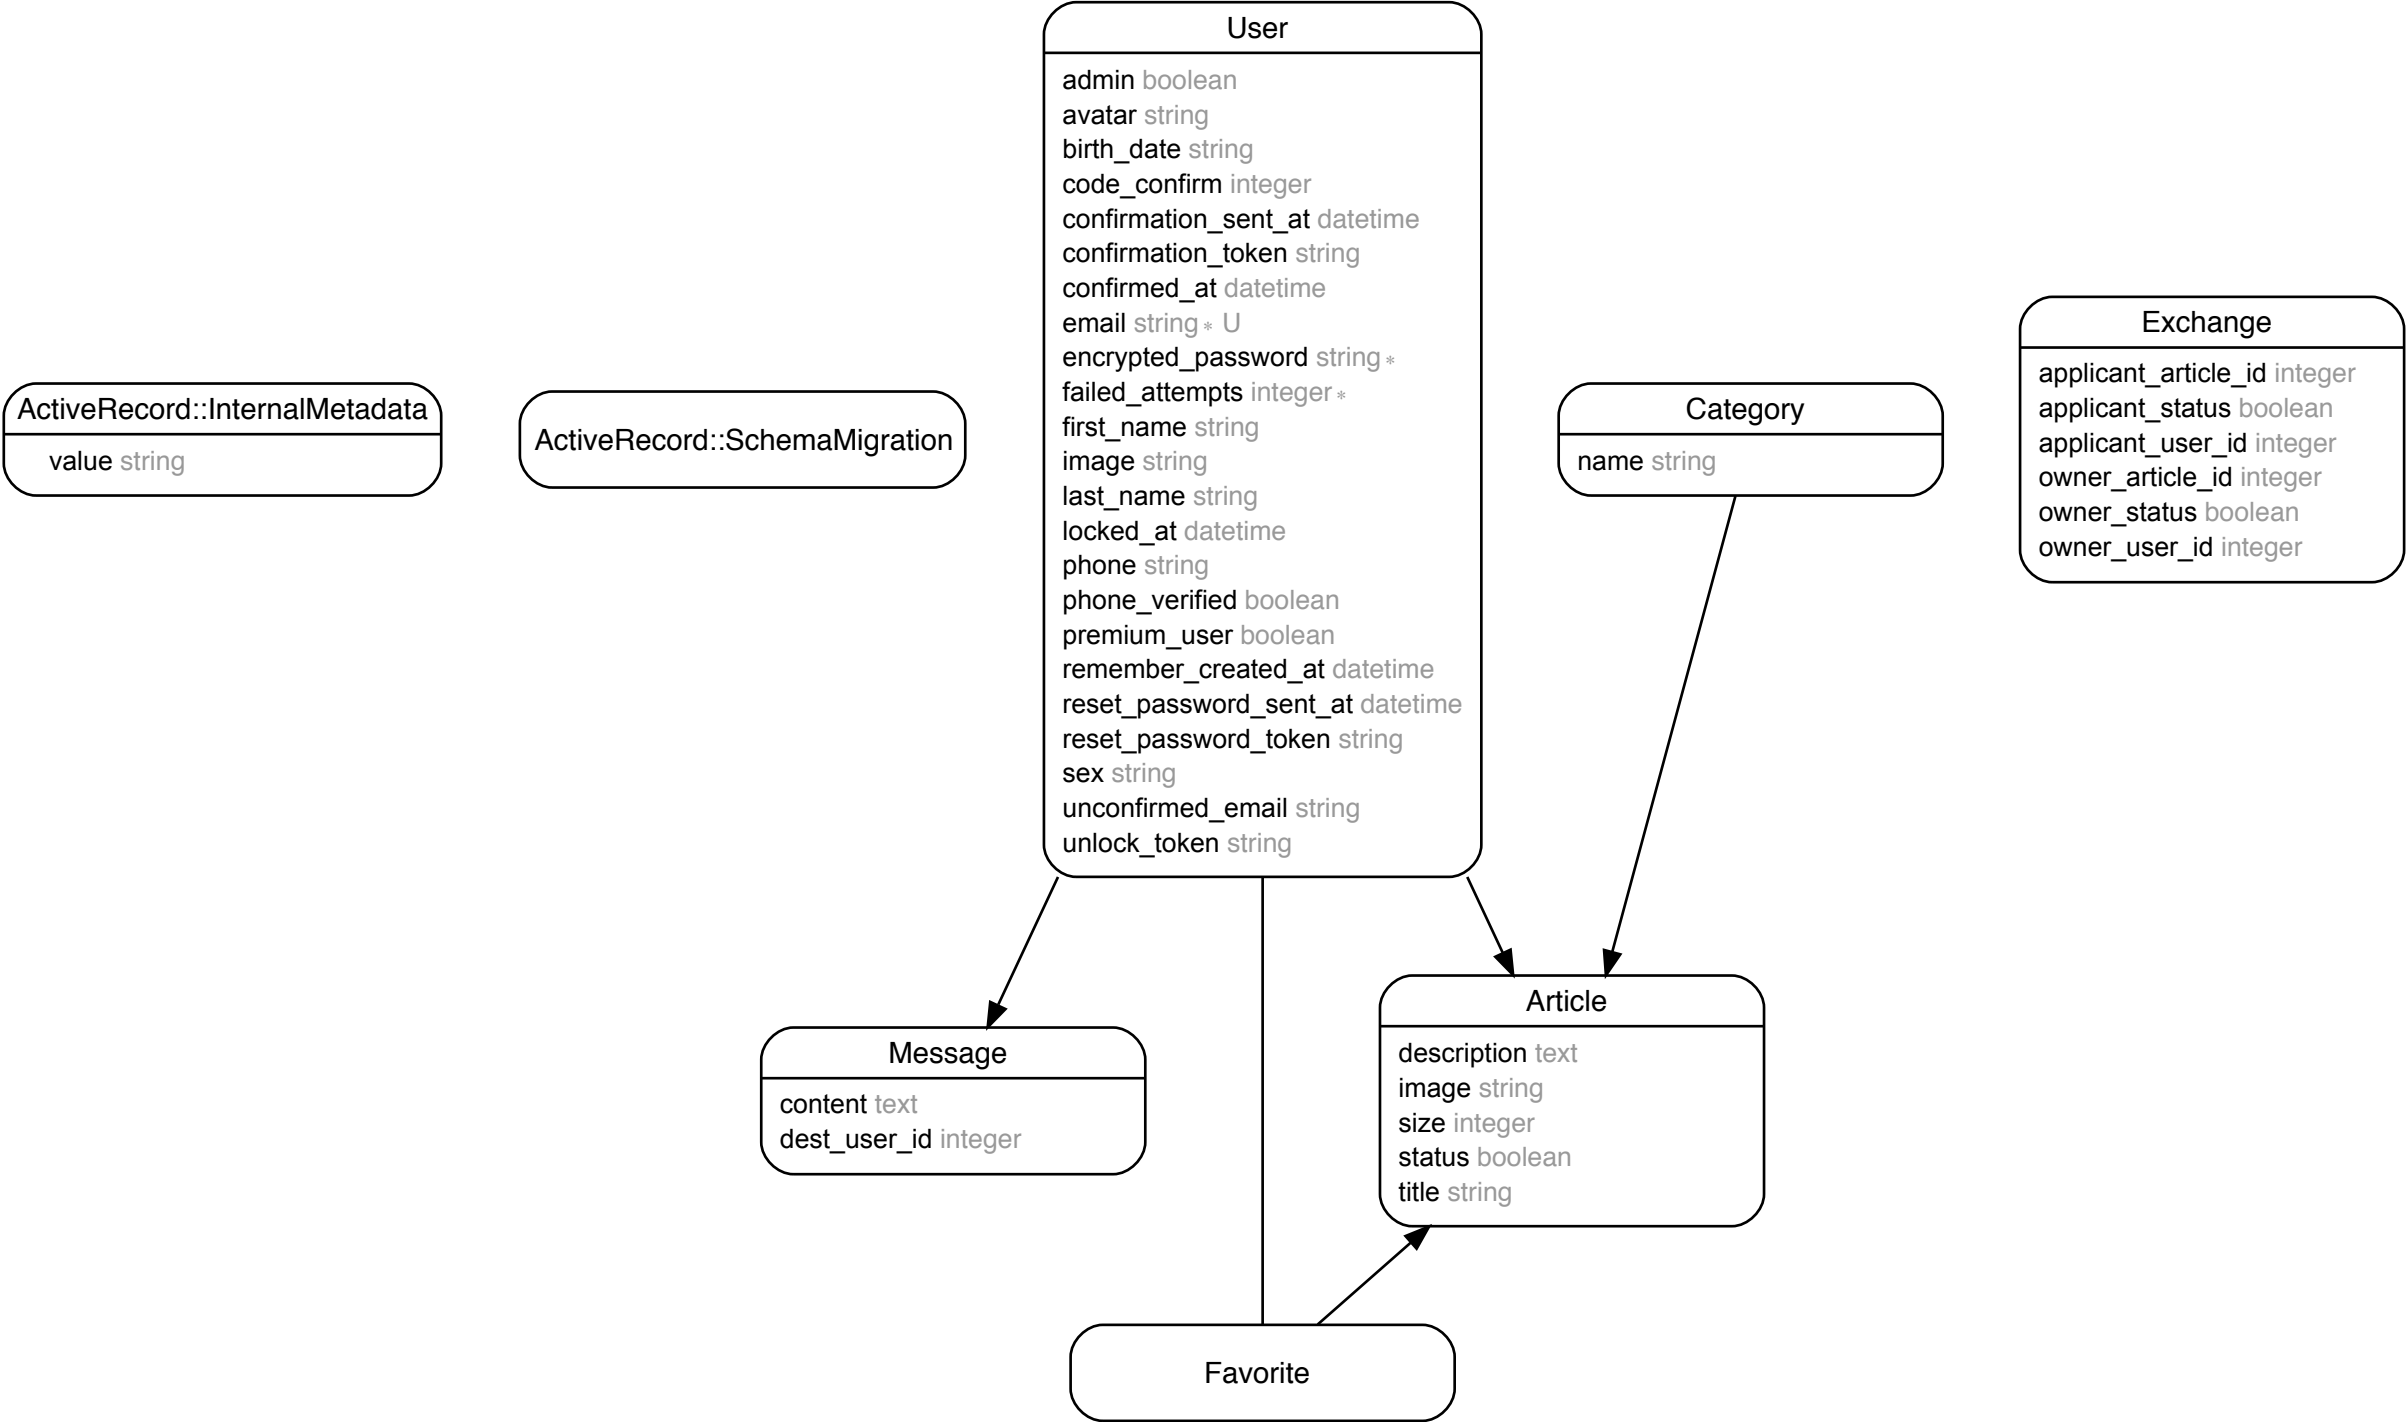 User
admin boolean
avatar string
birth_date string
code_confirm integer
confirmation_sent_at datetime
confirmation_token string
confirmed_at datetime
email string∗ U
encrypted_password string∗
failed_attempts integer∗
first_name string
image string
last_name string
locked_at datetime
phone string
phone_verified boolean
premium_user boolean
remember_created_at datetime
reset_password_sent_at datetime
reset_password_token string
sex string
unconfirmed_email string
unlock_token string
ActiveRecord::InternalMetadata
value string
ActiveRecord::SchemaMigration
Category
name string
Exchange
applicant_article_id integer
applicant_status boolean
applicant_user_id integer
owner_article_id integer
owner_status boolean
owner_user_id integer
Message
content text
dest_user_id integer
Article
description text
image string
size integer
status boolean
title string
Favorite